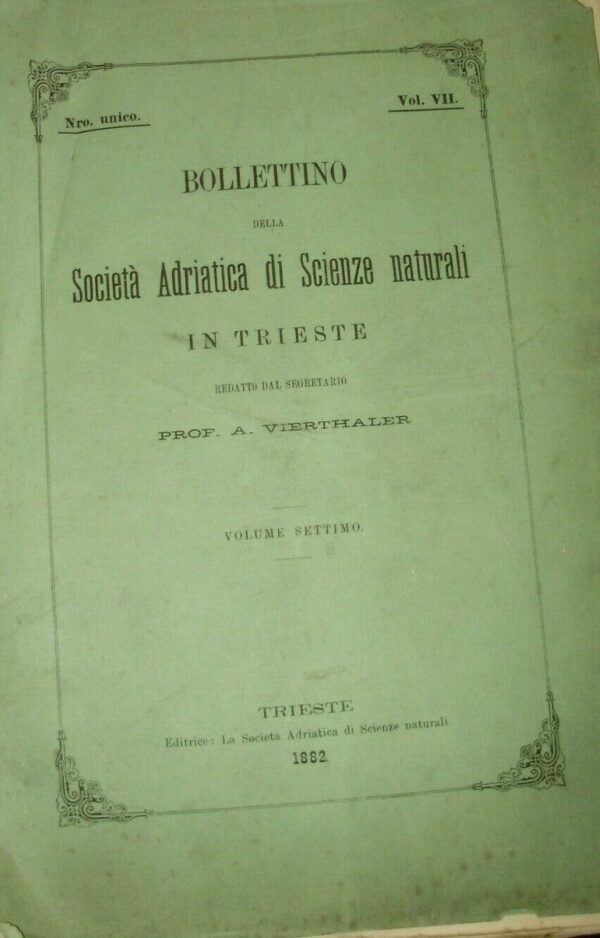 Nro. unico.
Vol. VII.
BOLLETTINO
DELLA
Società Adriatica di Scienze naturali
IN TRIESTE
REDATTO DAL SEGRETARIO
PROF. A. VIERTHALER
VOLUME SETTIMO.
TRIESTE
Editrice: La Società Adriatica di Scienze naturali.
1882.